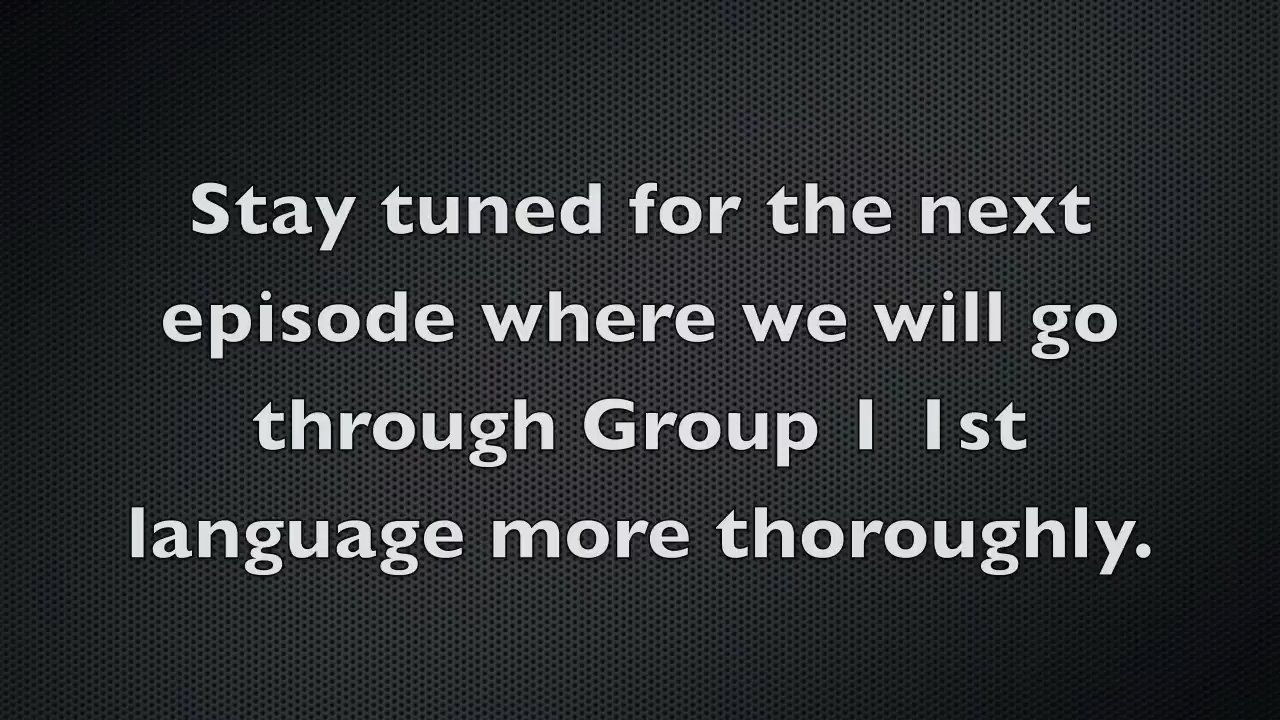 Stay tuned for the next
episode where we will go
through Group 1 1st
language more thoroughly.